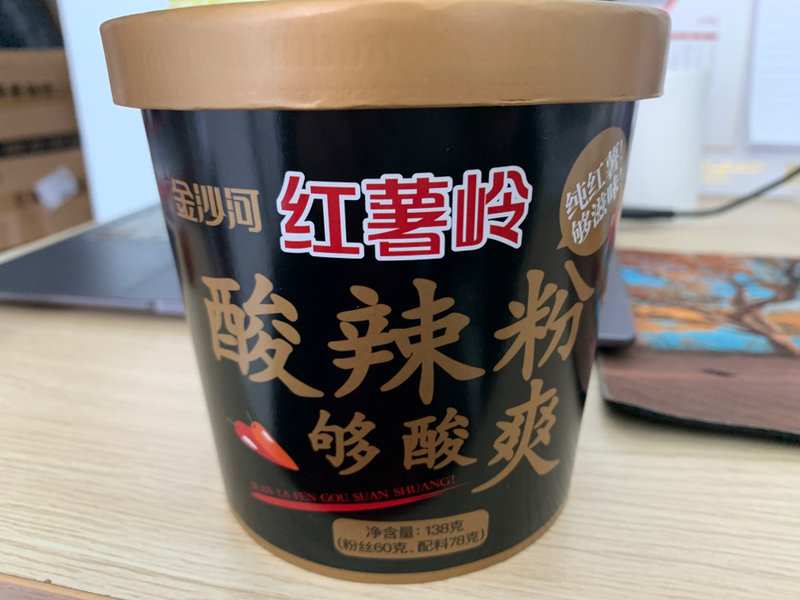 金沙河
红薯岭
纯红薯!
够滋味!
酸辣粉
够酸爽
SUAN LA FEN GOU SUAN SHUANG!
净含量:138克
(粉丝60克、配料78克)